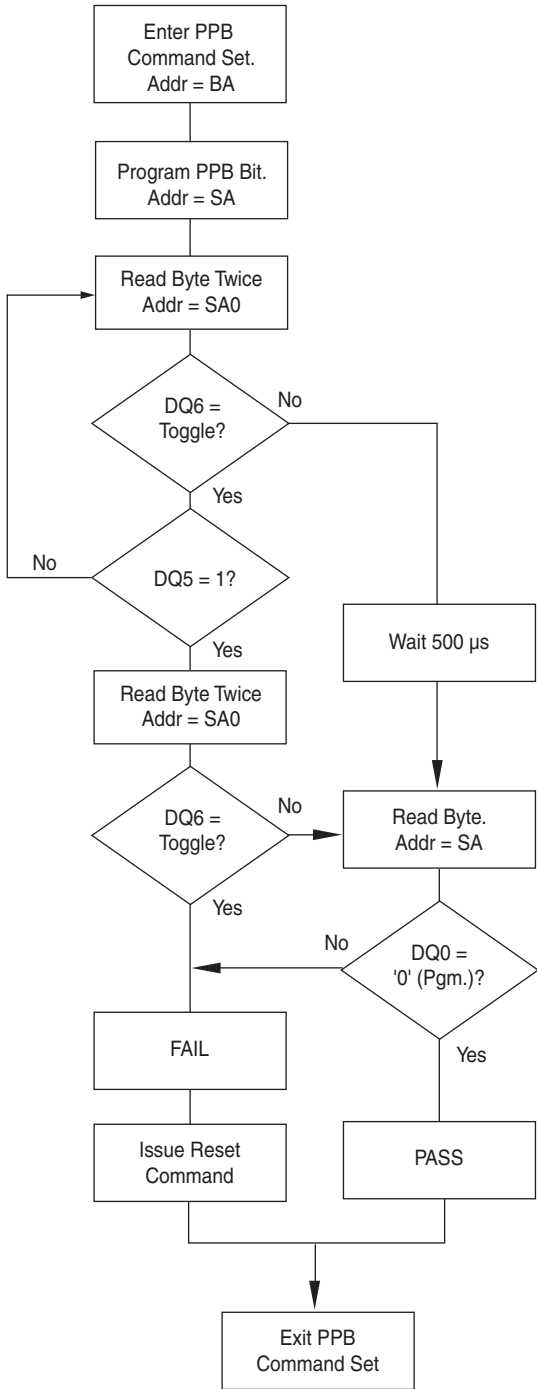 Enter PPB
Command Set.
Addr = BA
Program PPB Bit.
Addr = SA
Read Byte Twice
Addr = SA0
DQ6 =
Toggle?
No
Yes
DQ5 = 1?
No
Yes
Wait 500 µs
Read Byte Twice
Addr = SA0
DQ6 =
Toggle?
No
Yes
Read Byte.
Addr = SA
DQ0 =
'0' (Pgm.)?
No
Yes
FAIL
Issue Reset
Command
PASS
Exit PPB
Command Set